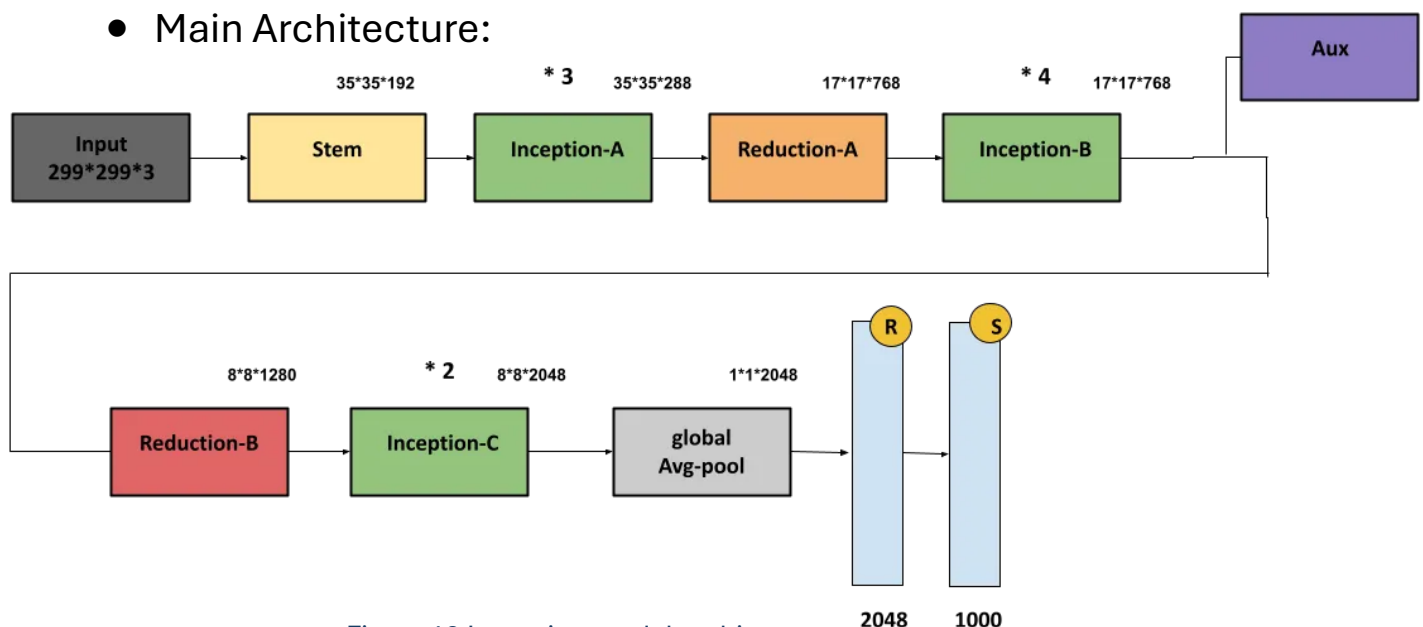 ● Main Architecture:
Aux
35*35*192
* 3
35*35*288
17*17*768
* 4
17*17*768
Input
299*299*3
Stem
Inception-A
Reduction-A
Inception-B
R
S
8*8*1280
* 2
8*8*2048
1*1*2048
Reduction-B
Inception-C
global
Avg-pool
2048
1000